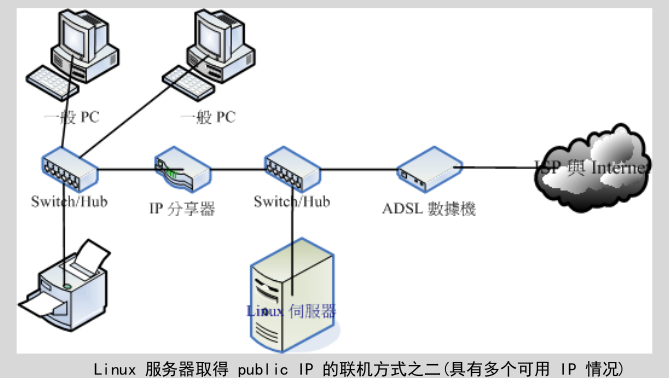 一般 PC
一般 PC
Switch/Hub
IP 分享器
Switch/Hub
ADSL 數據機
ISP 與 Internet
Linux 伺服器
Linux 服务器取得 public IP 的联机方式之二(具有多个可用 IP 情况)